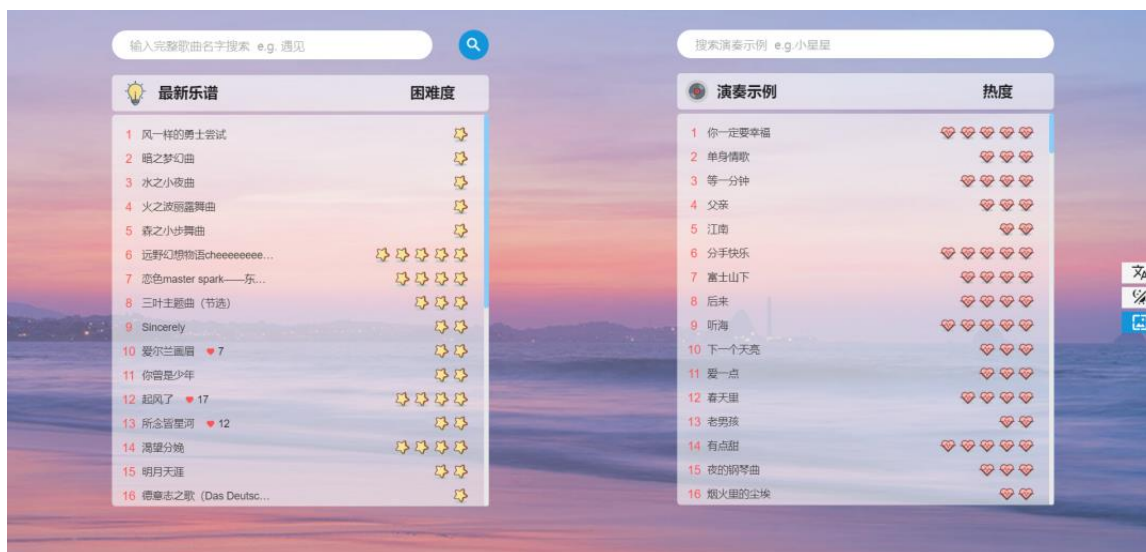 输入完整歌曲名字搜索 e.g. 遇见
最新乐谱 困难度
1 风一样的勇士尝试
2 暗之梦幻曲
3 水之小夜曲
4 火之波丽露舞曲
5 森之小步舞曲
6 远野幻想物语cheeeeeeee...
7 恋色master spark——东...
8 三叶主题曲（节选）
9 Sincerely
10 爱尔兰画眉 7
11 你曾是少年
12 起风了 17
13 所念皆星河 12
14 渴望分娩
15 明月天涯
16 德意志之歌（Das Deutsc...
搜索演奏示例 e.g.小星星
演奏示例 热度
1 你一定要幸福
2 单身情歌
3 等一分钟
4 父亲
5 江南
6 分手快乐
7 富士山下
8 后来
9 听海
10 下一个天亮
11 爱一点
12 春天里
13 老男孩
14 有点甜
15 夜的钢琴曲
16 烟火里的尘埃